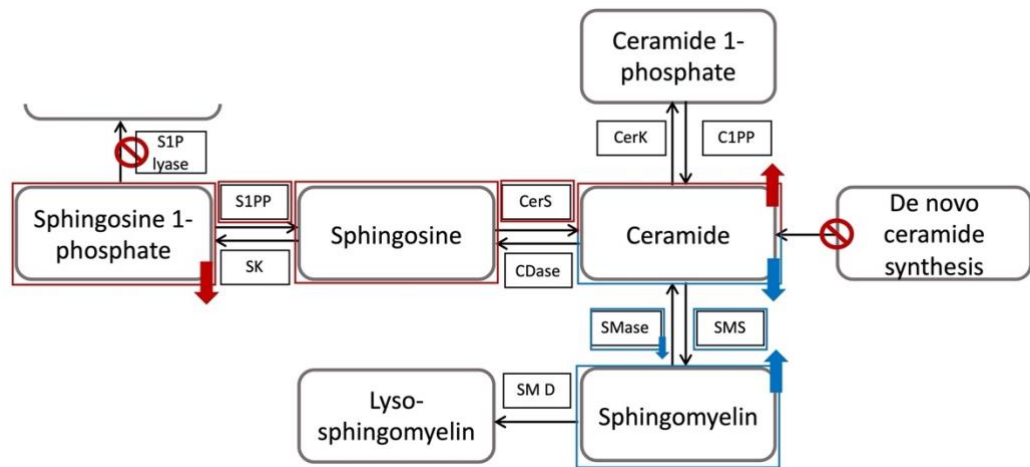 Ceramide 1-
phosphate
S1P
lyase
CerK
C1PP
Sphingosine 1-
phosphate
S1PP
SK
Sphingosine
CerS
CDase
Ceramide
De novo
ceramide
synthesis
SMase
SMS
Lyso-
sphingomyelin
SM D
Sphingomyelin